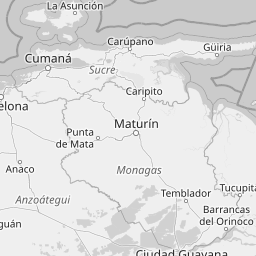 La Asunción
Carúpano
Güiria
Cumaná
Sucre
elona
Caripito
Punta
de Mata
Maturín
Anaco
Monagas
Temblador
Tucupita
Anzoátegui
Barrancas
del Orinoco
guán
Ciudad Guayana